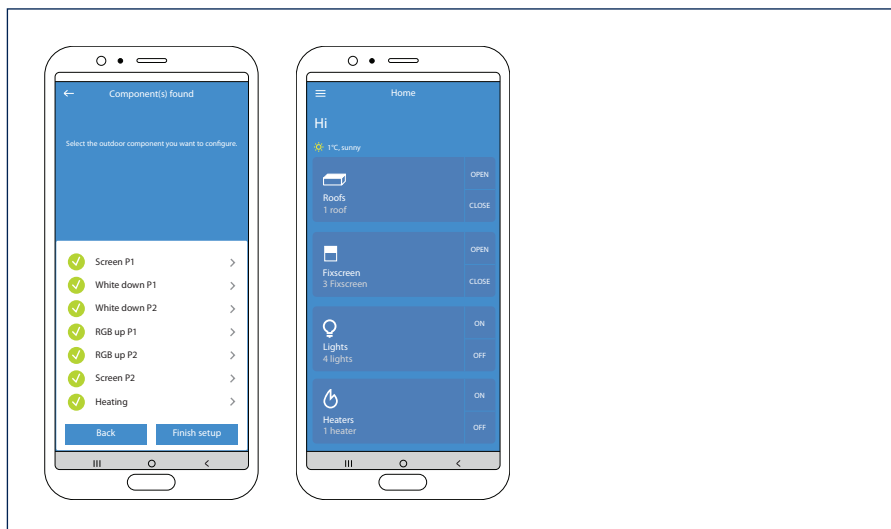 Component(s) found
Select the outdoor component you want to configure.
Screen P1
White down P1
White down P2
RGB up P1
RGB up P2
Screen P2
Heating
Back
Finish setup
Home
Hi
1°C, sunny
Roofs
1 roof
OPEN
CLOSE
Fixscreen
3 Fixscreen
OPEN
CLOSE
Lights
4 lights
ON
OFF
Heaters
1 heater
ON
OFF